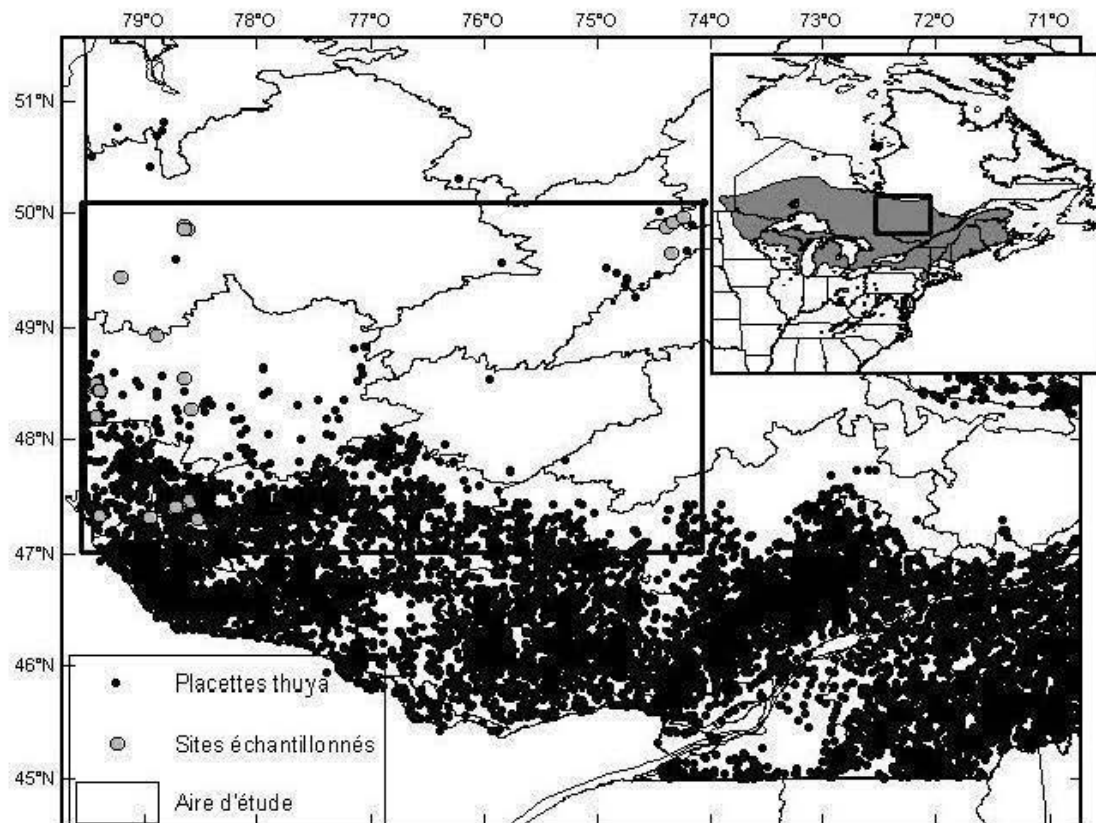 79°O 78°O 77°O 76°O 75°O 74°O 73°O 72°O 71°O
51°N
50°N
49°N
48°N
47°N
46°N
45°N
Placettes thuya
Sites échantillonnés
Aire d'étude